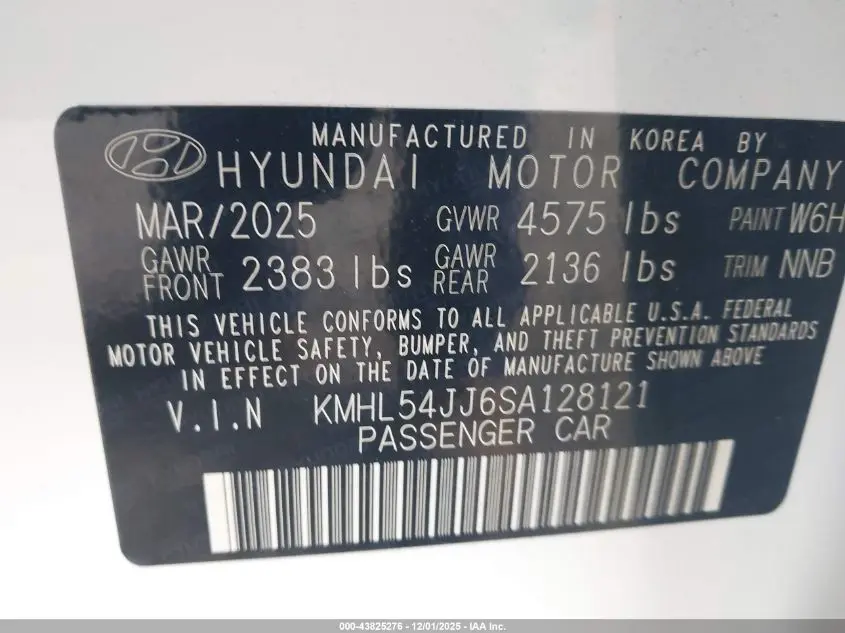 MANUFACTURED IN KOREA BY
HYUNDAI MOTOR COMPANY
MAR/2025 GVWR 4575 lbs PAINT W6H
GAWR FRONT 2383 lbs GAWR REAR 2136 lbs TRIM NNB
THIS VEHICLE CONFORMS TO ALL APPLICABLE U.S.A. FEDERAL
MOTOR VEHICLE SAFETY, BUMPER, AND THEFT PREVENTION STANDARDS
IN EFFECT ON THE DATE OF MANUFACTURE SHOWN ABOVE
V.I.N KMHL54JJ6SA128121
PASSENGER CAR
000-43825276 - 12/01/2025 - IAA Inc.